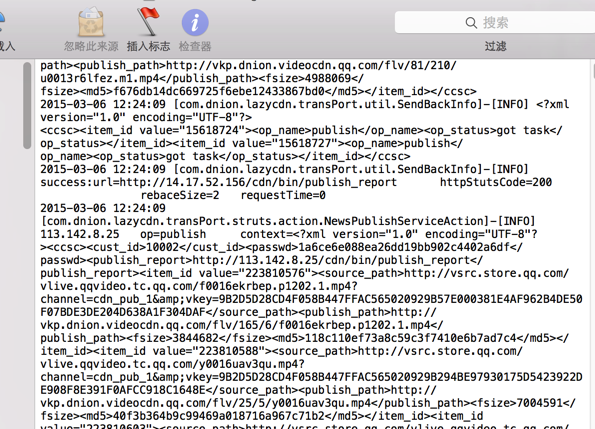 载入
忽略此来源 插入标志 检查器
搜索
过滤
path><publish_path>http://vkp.dnion.videocdn.qq.com/flv/81/210/
u0013r6lfez.m1.mp4</publish_path><fsize>4988069</
fsize><md5>f676db14dc669725f6ebe12433867bd0</md5></item_id></ccsc>
2015-03-06 12:24:09 [com.dnion.lazycdn.transPort.util.SendBackInfo]-[INFO] <?xml
version="1.0" encoding="UTF-8"?>
<ccsc><item_id value="15618724"><op_name>publish</op_name><op_status>got task</
op_status></item_id><item_id value="15618727"><op_name>publish</
op_name><op_status>got task</op_status></item_id></ccsc>
2015-03-06 12:24:09 [com.dnion.lazycdn.transPort.util.SendBackInfo]-[INFO]
success:url=http://14.17.52.156/cdn/bin/publish_report httpStutsCode=200
rebaceSize=2 requestTime=0
2015-03-06 12:24:09
[com.dnion.lazycdn.transPort.struts.action.NewsPublishServiceAction]-[INFO]
113.142.8.25 op=publish context=<?xml version="1.0" encoding="UTF-8"?
><ccsc><cust_id>10002</cust_id><passwd>1a6ce6e088ea26dd19bb902c4402a6df</
passwd><publish_report>http://113.142.8.25/cdn/bin/publish_report</
publish_report><item_id value="223810576"><source_path>http://vsrc.store.qq.com/
vlive.qqvideo.tc.qq.com/f0016ekrbep.p1202.1.mp4?
channel=cdn_pub_1&amp;vkey=9B2D5D28CD4F058B447FFAC565020929B57E000381E4AF962B4DE50
F07BDE3DE204D638A1F304DAF</source_path><publish_path>http://
vkp.dnion.videocdn.qq.com/flv/165/6/f0016ekrbep.p1202.1.mp4</
publish_path><fsize>3844682</fsize><md5>118c110ef73a8c59c3f7410e6b7ad7c4</md5></
item_id><item_id value="223810588"><source_path>http://vsrc.store.qq.com/
vlive.qqvideo.tc.qq.com/y0016uav3qu.mp4?
channel=cdn_pub_1&amp;vkey=9B2D5D28CD4F058B447FFAC565020929B294BE97930175D5423922D
E908F8E391F0AFCC918C1648E</source_path><publish_path>http://
vkp.dnion.videocdn.qq.com/flv/25/5/y0016uav3qu.mp4</publish_path><fsize>7004591</
fsize><md5>40f3b364b9c99469a018716a967c71b2</md5></item_id><item_id
value="223810603"><source_path>http://vsrc.store.qq.com/vlive.qqvideo.tc.qq.com/